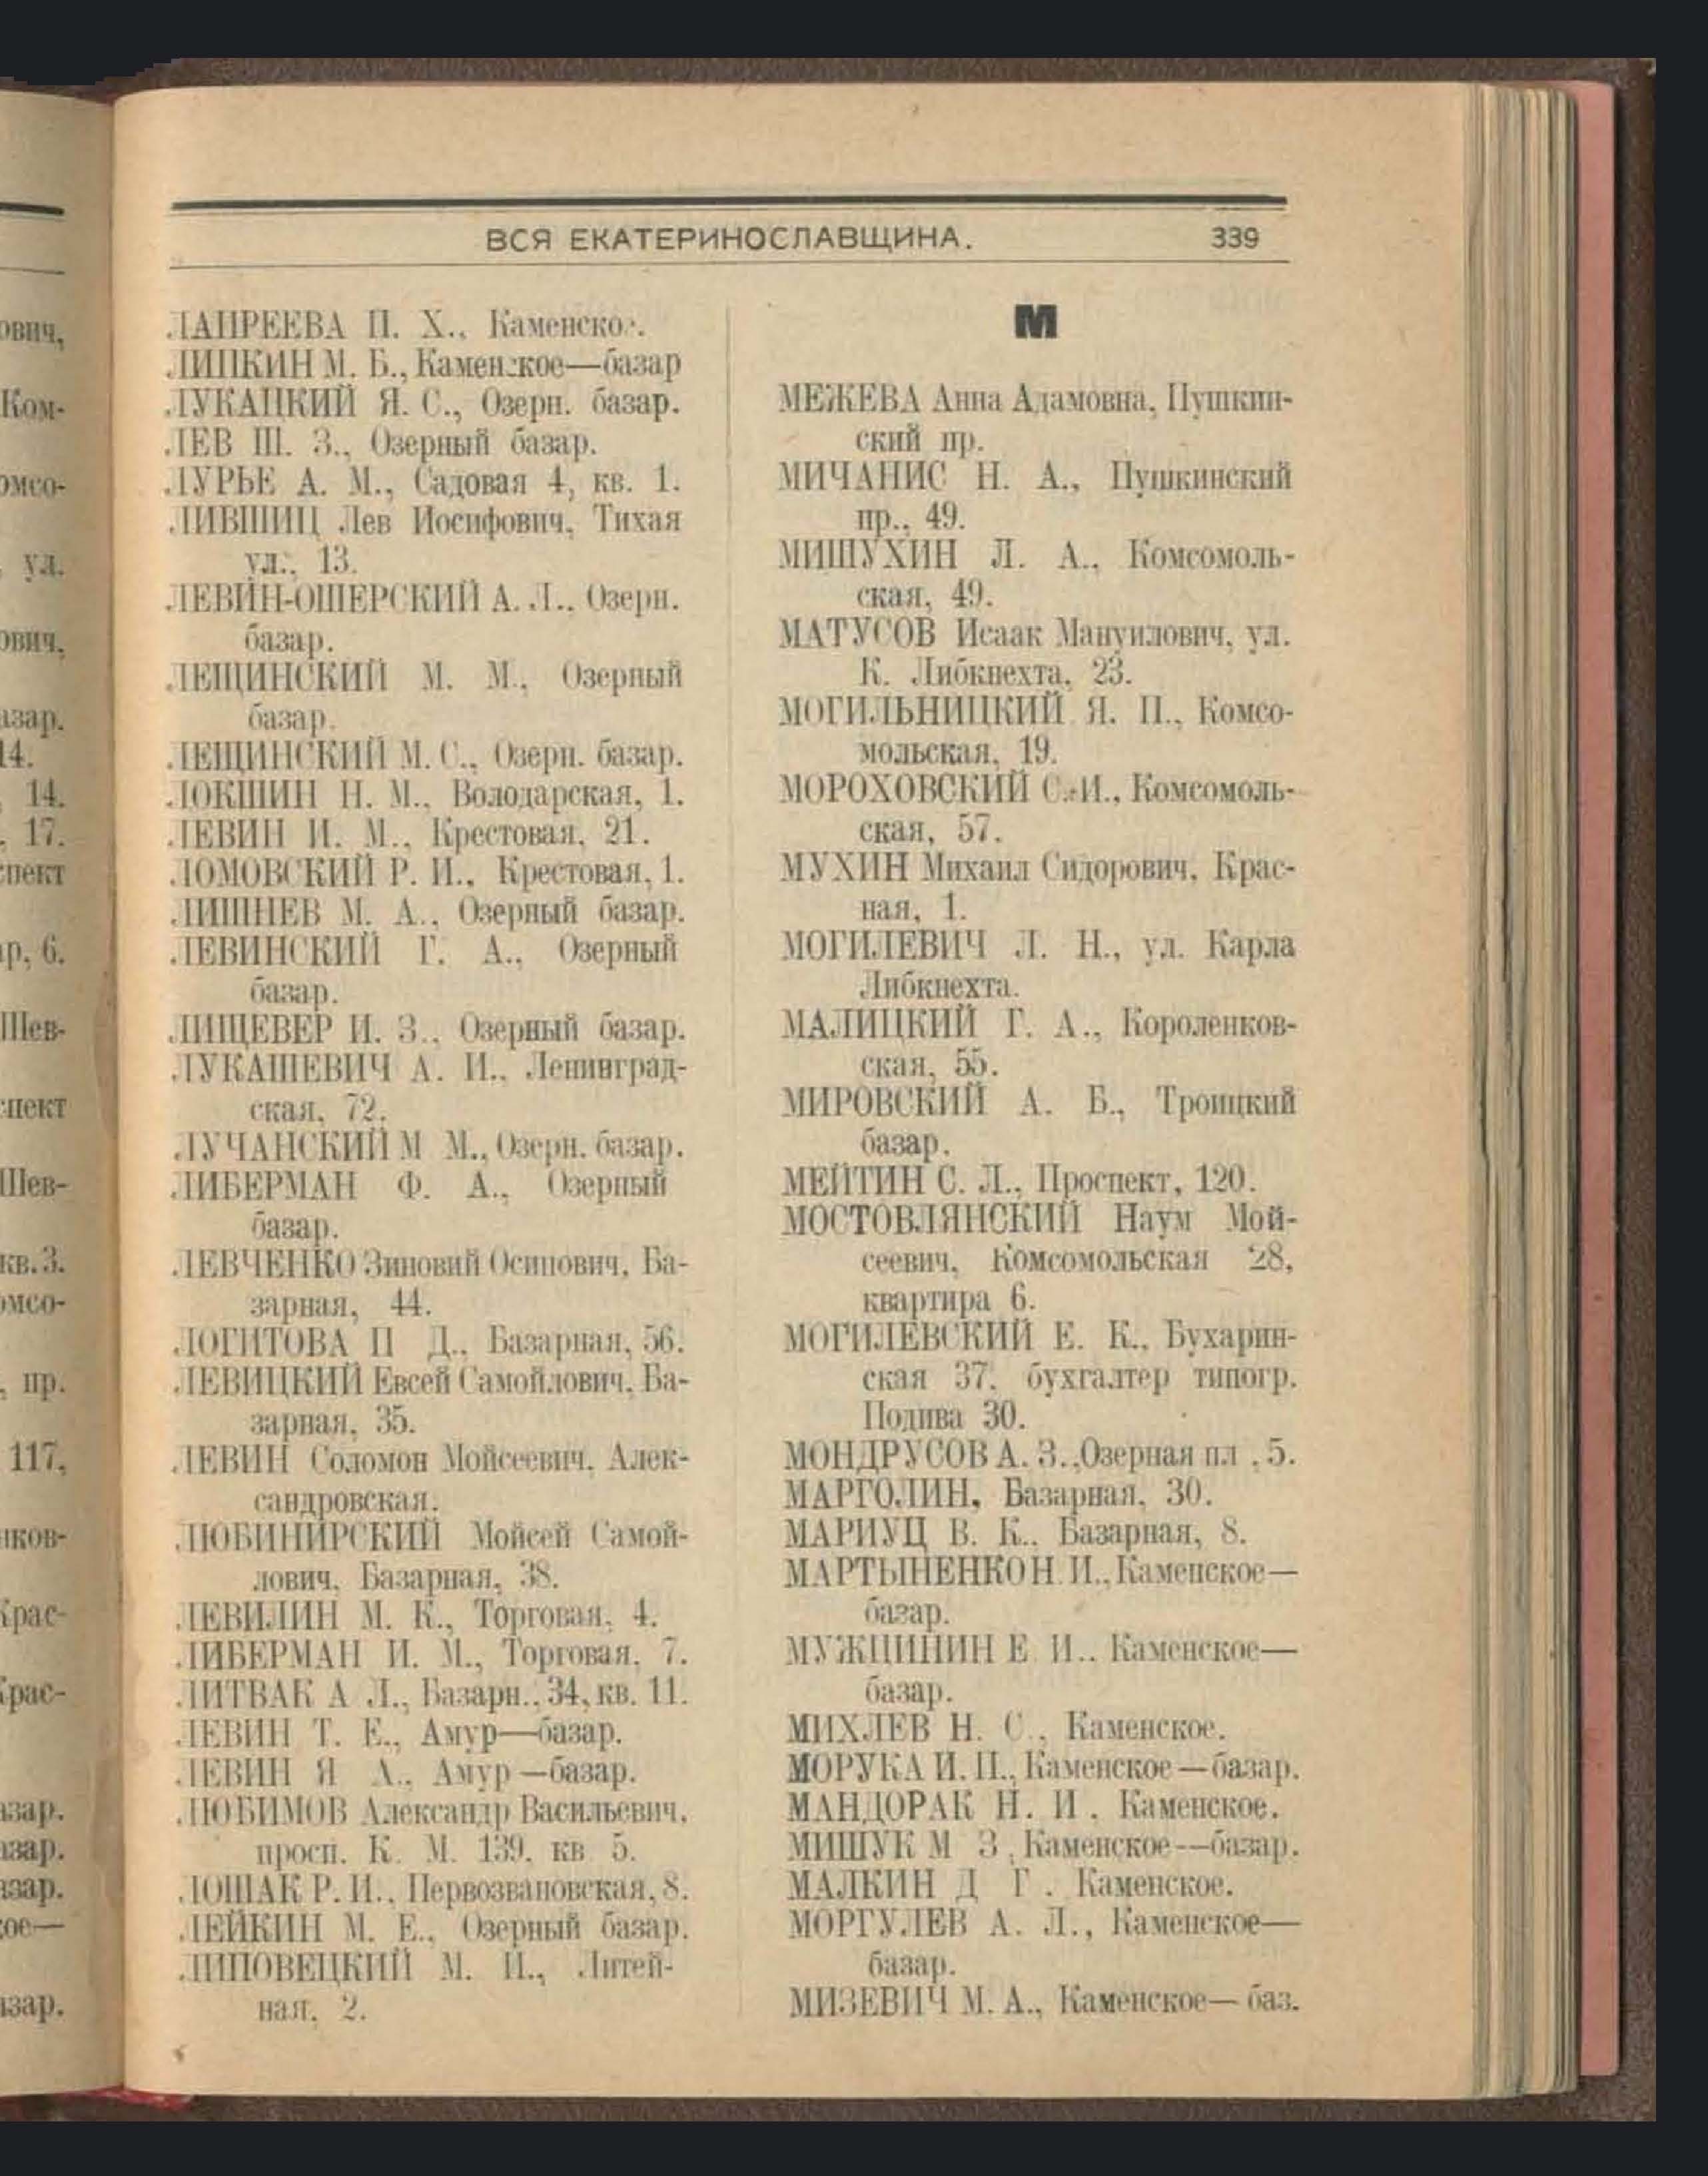 ВСЯ ЕКАТЕРИНОСЛАВЩИНА.
339
ЛАПРЕЕВА П. Х., Каменское.
ЛИПКИН М. Б., Каменское—базар
ЛУКАЦКИЙ Я. С., Озерн. базар.
ЛЕВ Ш. З., Озерный базар.
ЛУРЬЕ А. М., Садовая 4, кв. 1.
ЛИВШИЦ Лев Иосифович, Тихая
ул., 13.
ЛЕВИН-ОШЕРСКИЙ А. Л., Озерн.
базар.
ЛЕЩИНСКИЙ М. М., Озерный
базар.
ЛЕЩИНСКИЙ М. С., Озерн. базар.
ЛОКШИН Н. М., Володарская, 1.
ЛЕВИН И. М., Крестовая, 21.
ЛОМОВСКИЙ Р. И., Крестовая, 1.
ЛИШНЕВ М. А., Озерный базар.
ЛЕВИНСКИЙ Г. А., Озерный
базар.
ЛИЩЕВЕР И. З., Озерный базар.
ЛУКАШЕВИЧ А. И., Ленинград-
ская, 72.
ЛУЧАНСКИЙ М М., Озерн. базар.
ЛИБЕРМАН Ф. А., Озерный
базар.
ЛЕВЧЕНКО Зиновий Осипович, Ба-
зарная, 44.
ЛОГИТОВА П Д., Базарная, 56.
ЛЕВИЦКИЙ Евсей Самойлович, Ба-
зарная, 35.
ЛЕВИН Соломон Мойсеевич, Алек-
сандровская.
ЛЮБИНИРСКИЙ Мойсей Самой-
лович, Базарная, 38.
ЛЕВИЛИН М. К., Торговая, 4.
ЛИБЕРМАН И. М., Торговая, 7.
ЛИТВАК А Л., Базарн., 34, кв. 11.
ЛЕВИН Т. Е., Амур—базар.
ЛЕВИН Я А., Амур—базар.
ЛЮБИМОВ Александр Васильевич,
просп. К. М. 139, кв 5.
ЛОШАК Р. И., Первозвановская, 8.
ЛЕЙКИН М. Е., Озерный базар.
ЛИПОВЕЦКИЙ М. И., Литей-
ная, 2.
М
МЕЖЕВА Анна Адамовна, Пушкин-
ский пр.
МИЧАНИС Н. А., Пушкинский
пр., 49.
МИШУХИН Л. А., Комсомоль-
ская, 49.
МАТУСОВ Исаак Мануилович, ул.
К. Либкнехта, 23.
МОГИЛЬНИЦКИЙ Я. П., Комсо-
мольская, 19.
МОРОХОВСКИЙ С. И., Комсомоль-
ская, 57.
МУХИН Михаил Сидорович, Крас-
ная, 1.
МОГИЛЕВИЧ Л. Н., ул. Карла
Либкнехта.
МАЛИЦКИЙ Г. А., Короленков-
ская, 55.
МИРОВСКИЙ А. Б., Троицкий
базар.
МЕЙТИН С. Л., Проспект, 120.
МОСТОВЛЯНСКИЙ Наум Мой-
сеевич, Комсомольская 28,
квартира 6.
МОГИЛЕВСКИЙ Е. К., Бухарин-
ская 37. бухгалтер типогр.
Подива 30.
МОНДРУСОВ А. З., Озерная пл , 5.
МАРГОЛИН, Базарная, 30.
МАРИУЦ В. К., Базарная, 8.
МАРТЫНЕНКО Н. И., Каменское—
базар.
МУЖЦИНИН Е И.. Каменское—
базар.
МИХЛЕВ Н. С., Каменское.
МОРУКА И. П., Каменское—базар.
МАНДОРАК Н. И . Каменское.
МИШУК М З , Каменское—базар.
МАЛКИН Д Г . Каменское.
МОРГУЛЕВ А. Л., Каменское—
базар.
МИЗЕВИЧ М. А., Каменское—баз.